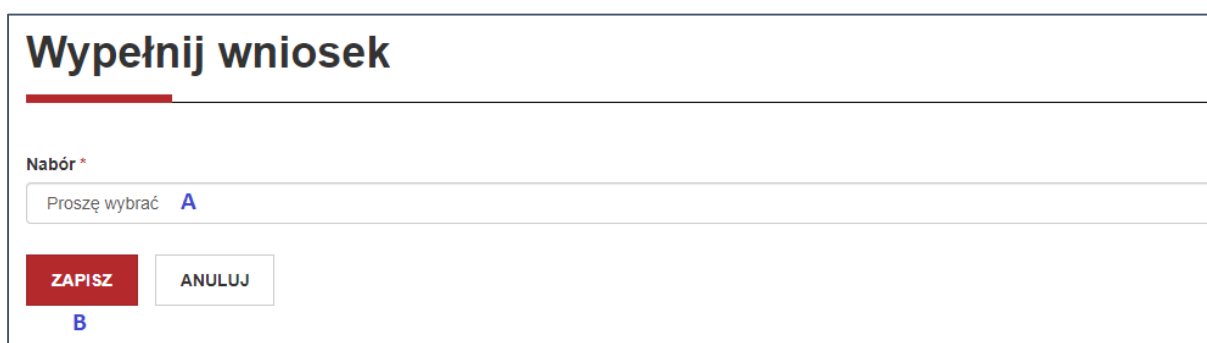 Wypełnij wniosek
Nabór *
Proszę wybrać A
ZAPISZ ANULUJ
B